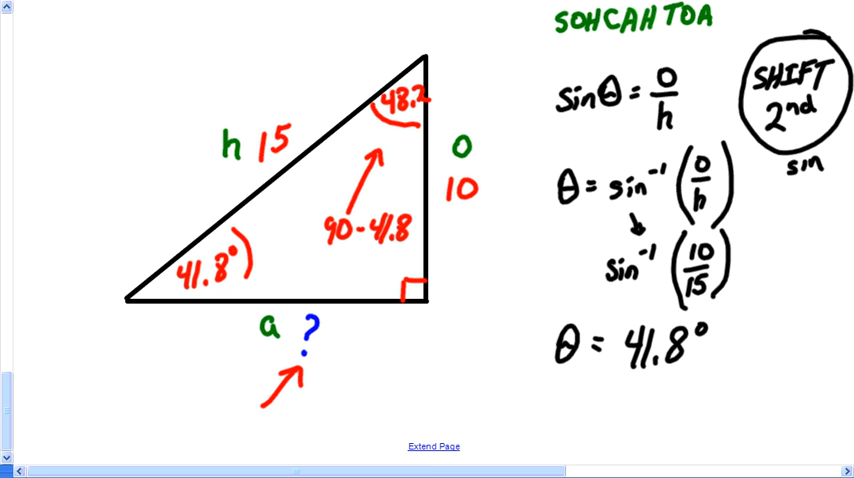 SOHCAHTOA
sinθ = o/h
SHIFT
2nd
sin
θ = sin⁻¹(o/h)
sin⁻¹(10/15)
θ = 41.8°
48.2
h 15
o
10
90-41.8
41.8°
a ?
Extend Page